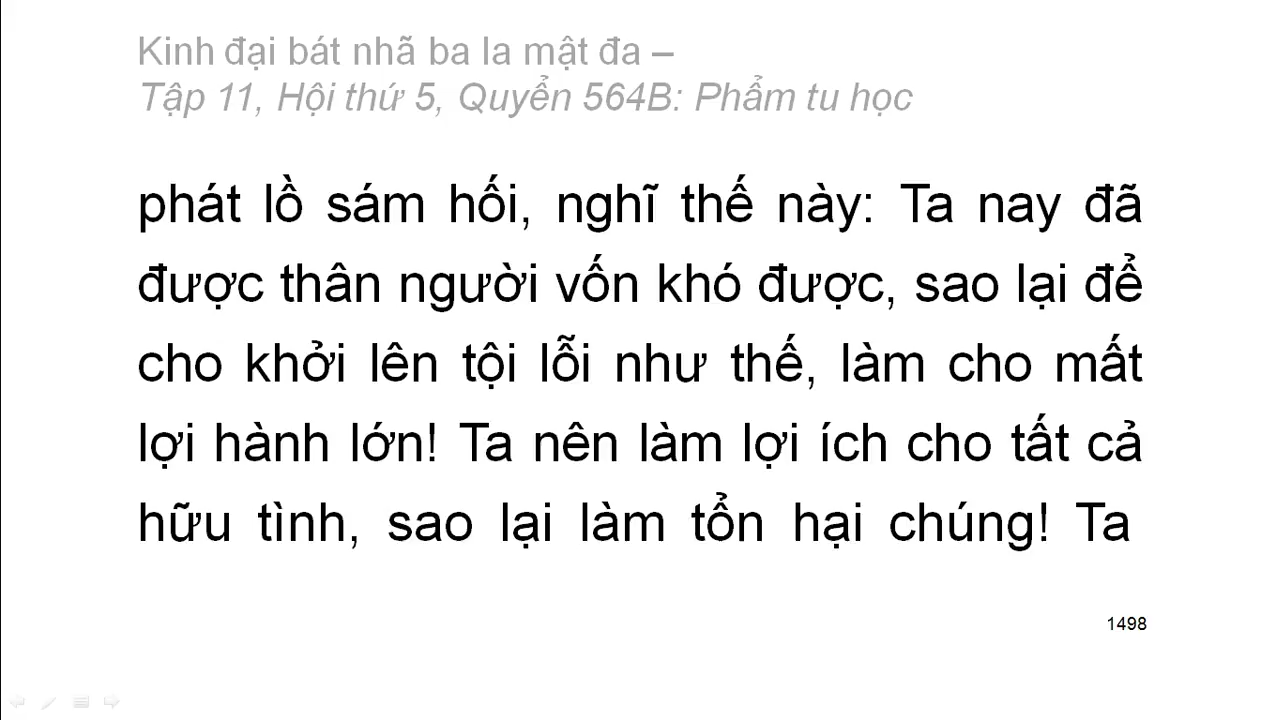 Kinh đại bát nhã ba la mật đa –
Tập 11, Hội thứ 5, Quyển 564B: Phẩm tu học
phát lồ sám hối, nghĩ thế này: Ta nay đã
được thân người vốn khó được, sao lại để
cho khởi lên tội lỗi như thế, làm cho mất
lợi hành lớn! Ta nên làm lợi ích cho tất cả
hữu tình, sao lại làm tổn hại chúng! Ta
1498